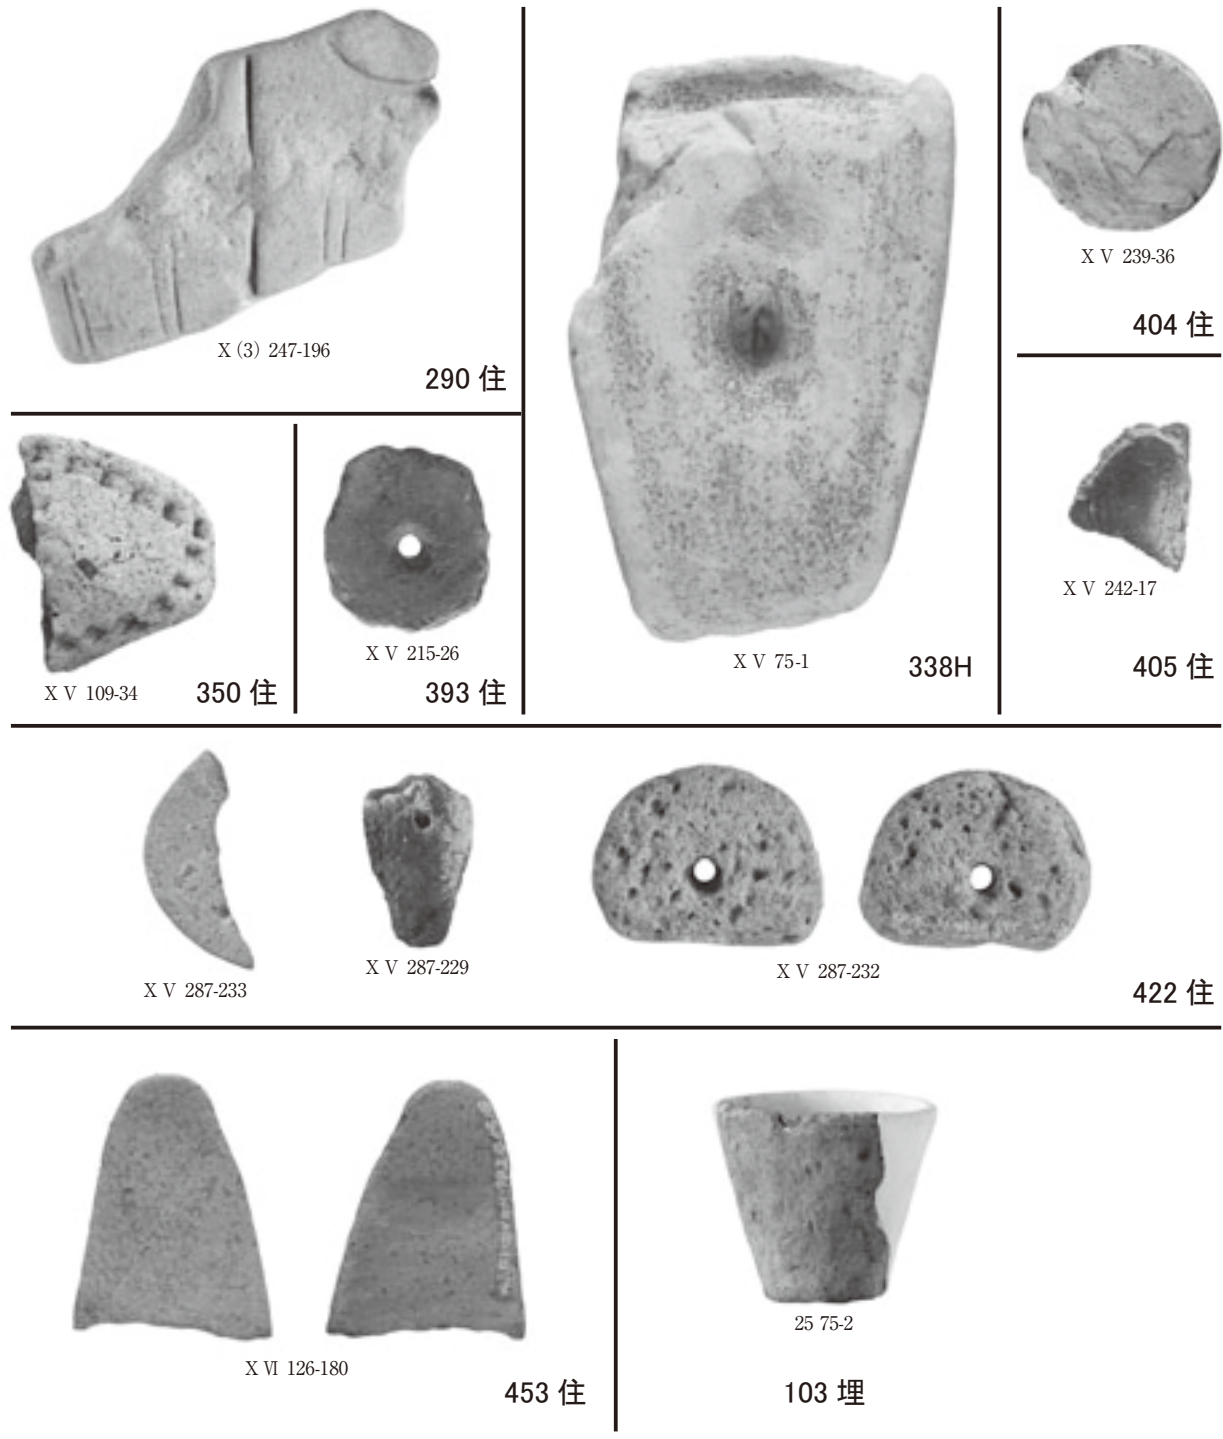 X (3) 247-196
290 住
X V 109-34
350 住
X V 215-26
393 住
X V 75-1
338H
X V 239-36
404 住
X V 242-17
405 住
X V 287-233
X V 287-229
X V 287-232
422 住
X Ⅵ 126-180
453 住
25 75-2
103 埋